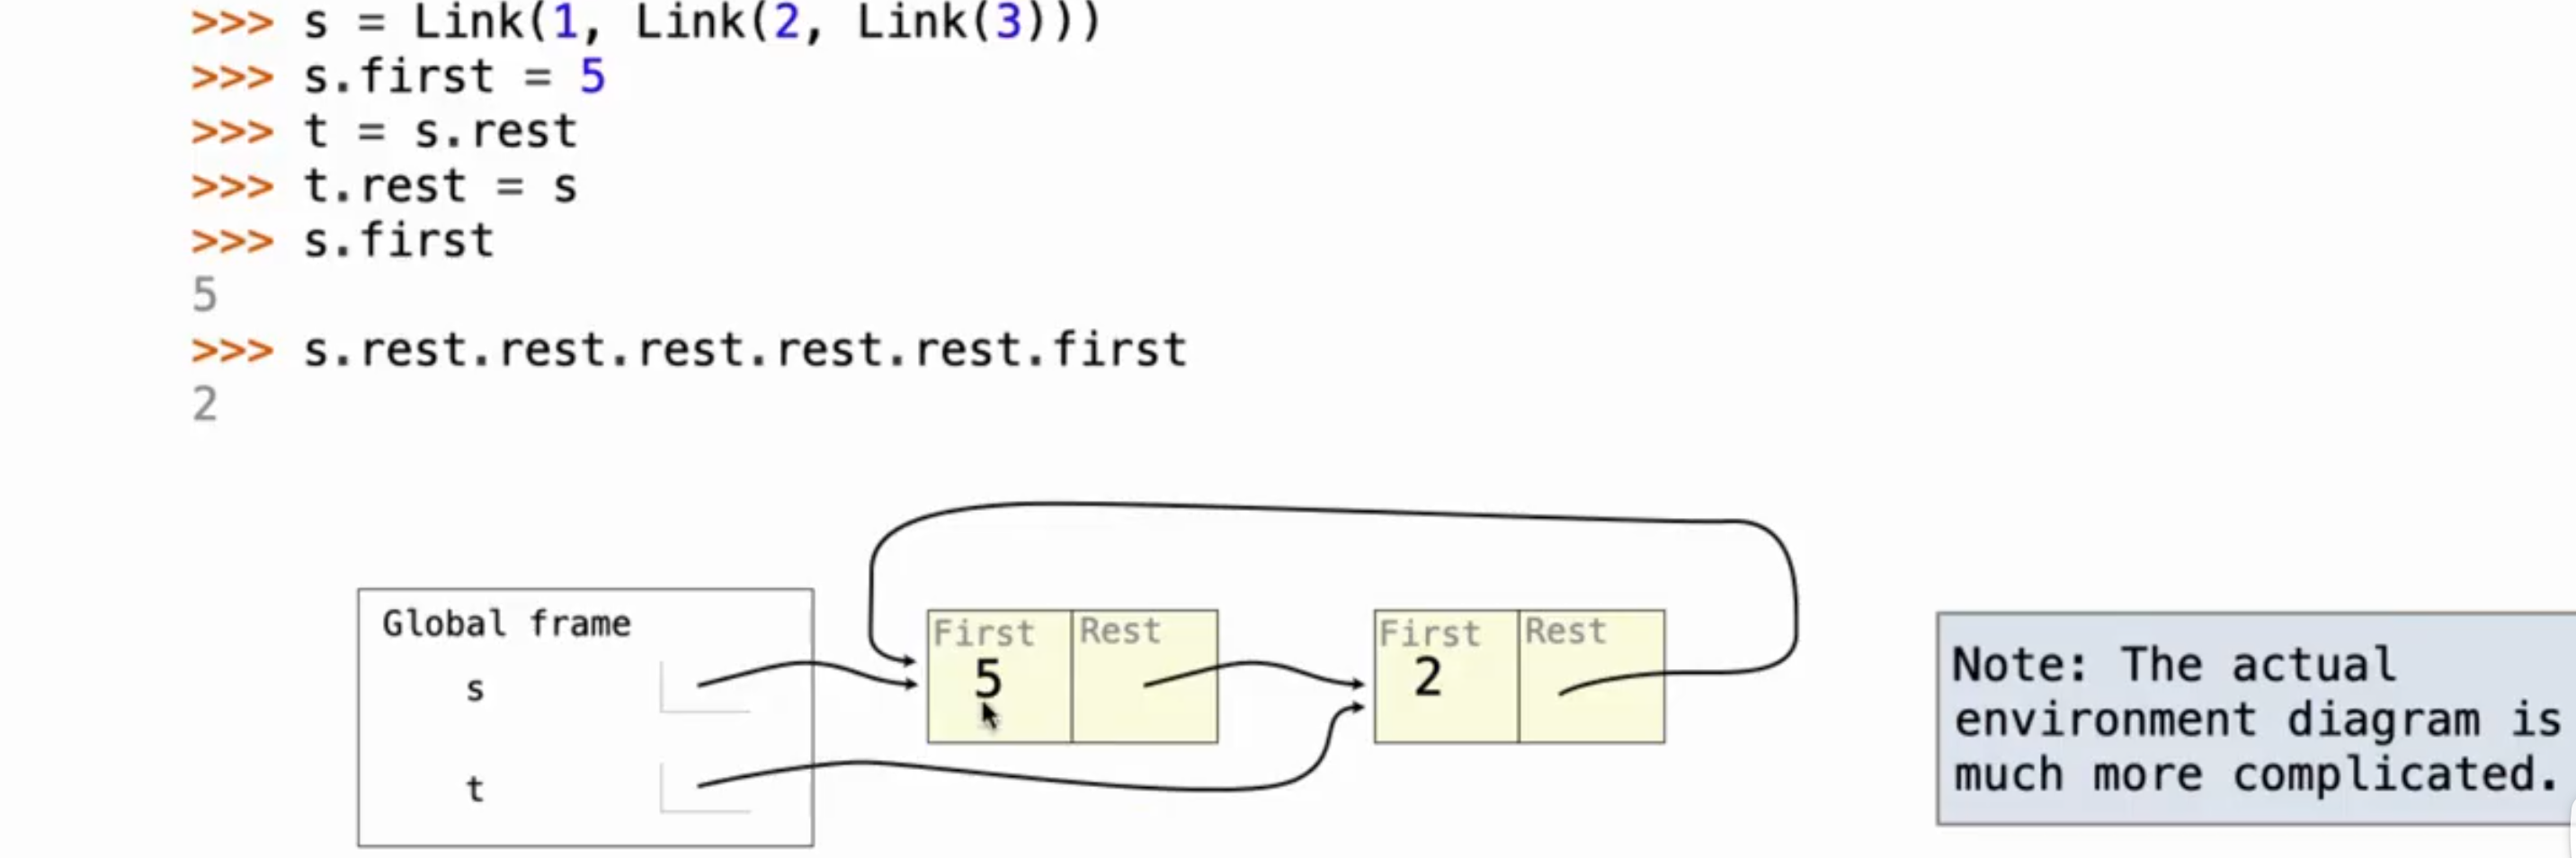 >>> s = Link(1, Link(2, Link(3)))
>>> s.first = 5
>>> t = s.rest
>>> t.rest = s
>>> s.first
5
>>> s.rest.rest.rest.rest.rest.first
2
Global frame
s
t
First Rest
5
First Rest
2
Note: The actual
environment diagram is
much more complicated.